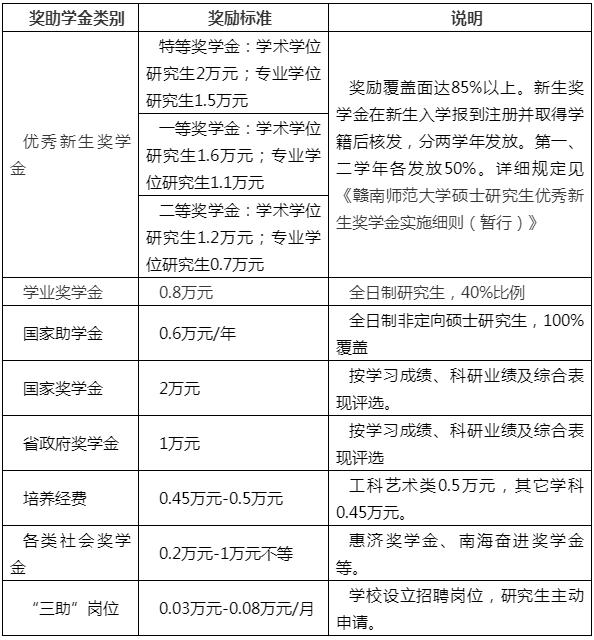 奖助学金类别
奖励标准
说明
优秀新生奖学
金
特等奖学金：学术学位
研究生2万元；专业学位
1.5万元
一等奖学金：学术学位
研究生1.6万元；专业学
位研究生1.1万元
二等奖学金：学术学位
研究生1.2万元；专业学
位研究生0.7万元
奖励覆盖面达85%以上。新生奖
学金在新生入学报到注册并取得学
籍后核发，分两学年发放。第一、
二学年各发放50%。详细规定见
《赣南师范大学硕士研究生优秀新
生奖学金实施细则（暂行）》
学业奖学金
0.8万元
全日制研究生，40%比例
国家助学金
0.6万元/年
全日制非定向硕士研究生，100%
覆盖
国家奖学金
2万元
按学习成绩、科研业绩及综合表
现评选。
省政府奖学金
1万元
按学习成绩、科研业绩及综合表
现评选
培养经费
0.45万元-0.5万元
工科艺术类0.5万元，其它学科
0.45万元。
各类社会奖学
金
0.2万元-1万元不等
惠济奖学金、南海奋进奖学金
等。
“三助”岗位
0.03万元-0.08万元/月
学校设立招聘岗位，研究生主动
申请。